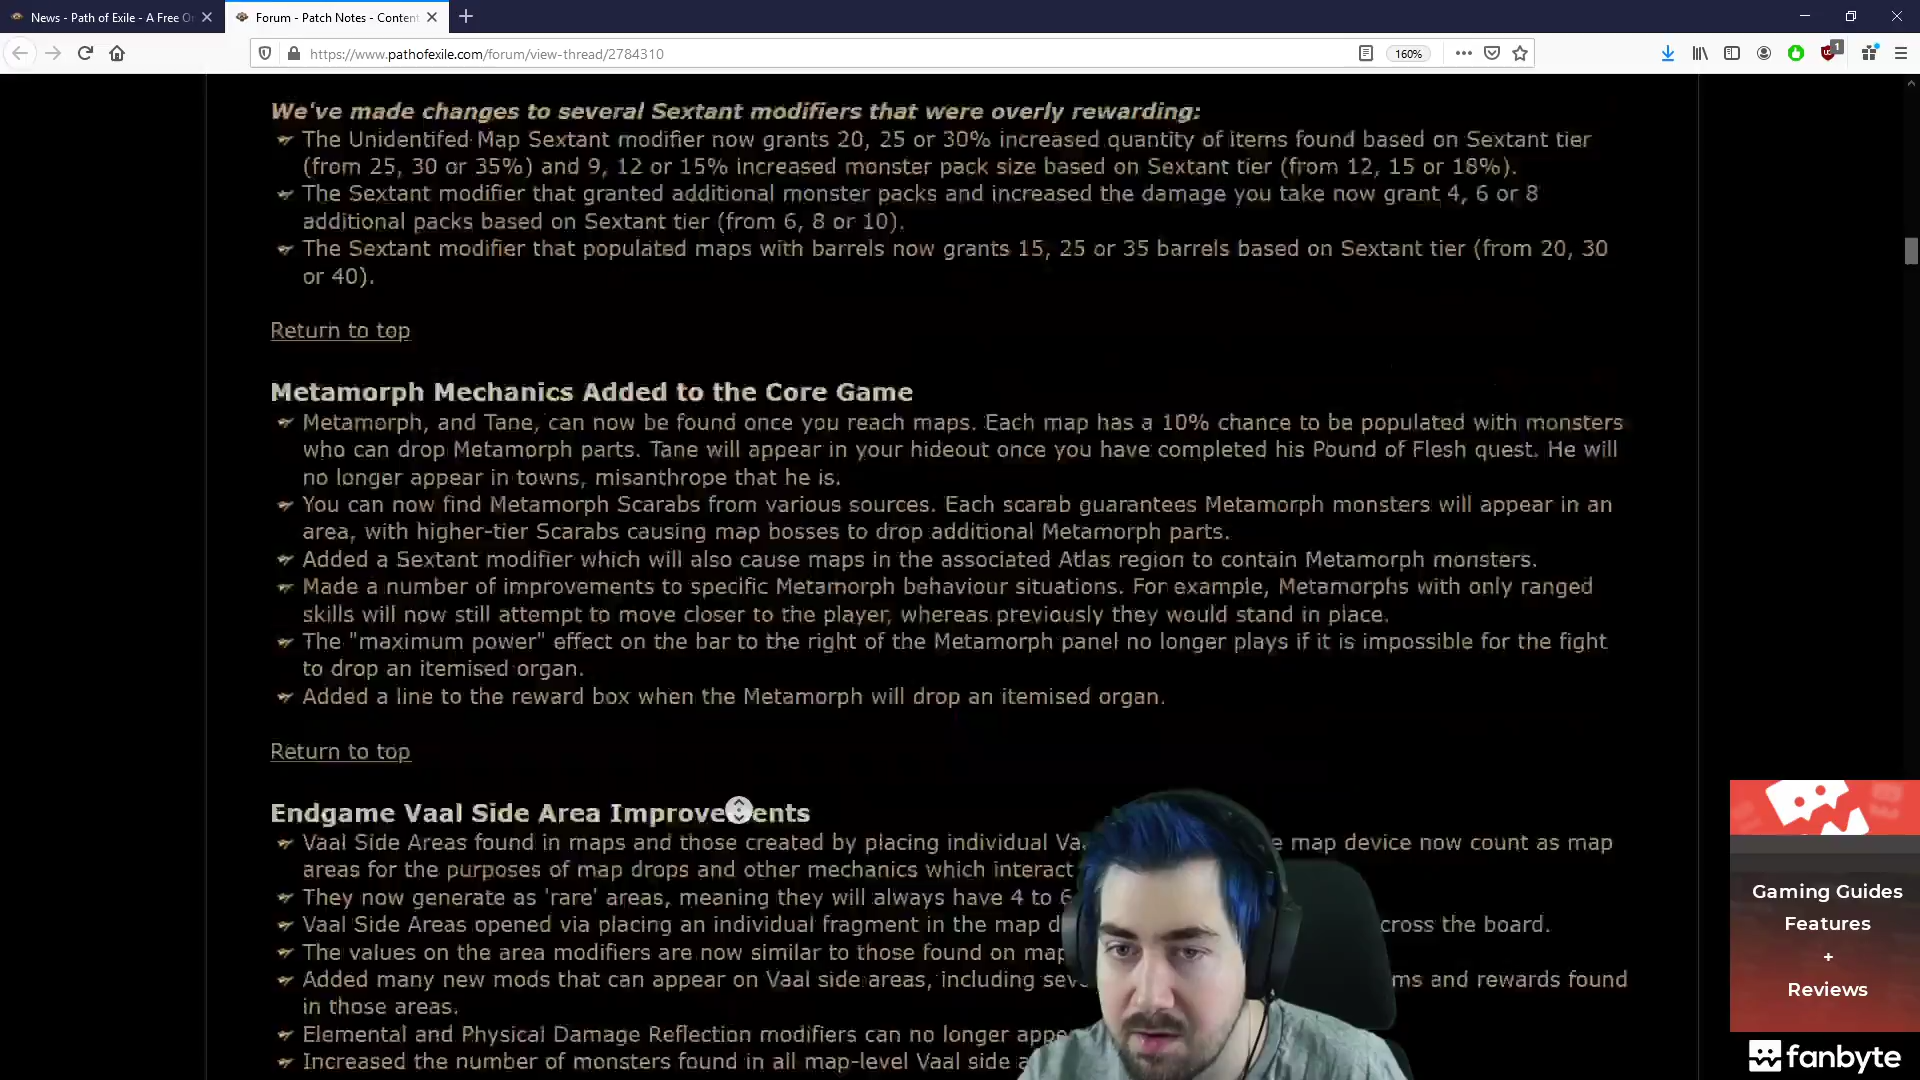 News - Path of Exile - A Free O
Forum - Patch Notes - Content
https://www.pathofexile.com/forum/view-thread/2784310
160%
1
We've made changes to several Sextant modifiers that were overly rewarding:
The Unidentifed Map Sextant modifier now grants 20, 25 or 30% increased quantity of items found based on Sextant tier
(from 25, 30 or 35%) and 9, 12 or 15% increased monster pack size based on Sextant tier (from 12, 15 or 18%).
The Sextant modifier that granted additional monster packs and increased the damage you take now grant 4, 6 or 8
additional packs based on Sextant tier (from 6, 8 or 10).
The Sextant modifier that populated maps with barrels now grants 15, 25 or 35 barrels based on Sextant tier (from 20, 30
or 40).
Return to top
Metamorph Mechanics Added to the Core Game
Metamorph, and Tane, can now be found once you reach maps. Each map has a 10% chance to be populated with monsters
who can drop Metamorph parts. Tane will appear in your hideout once you have completed his Pound of Flesh quest. He will
no longer appear in towns, misanthrope that he is.
You can now find Metamorph Scarabs from various sources. Each scarab guarantees Metamorph monsters will appear in an
area, with higher-tier Scarabs causing map bosses to drop additional Metamorph parts.
Added a Sextant modifier which will also cause maps in the associated Atlas region to contain Metamorph monsters.
Made a number of improvements to specific Metamorph behaviour situations. For example, Metamorphs with only ranged
skills will now still attempt to move closer to the player, whereas previously they would stand in place.
The "maximum power" effect on the bar to the right of the Metamorph panel no longer plays if it is impossible for the fight
to drop an itemised organ.
Added a line to the reward box when the Metamorph will drop an itemised organ.
Return to top
Endgame Vaal Side Area Improvements
Vaal Side Areas found in maps and those created by placing individual Va e map device now count as map
areas for the purposes of map drops and other mechanics which interact
They now generate as 'rare' areas, meaning they will always have 4 to 6
Vaal Side Areas opened via placing an individual fragment in the map d cross the board.
The values on the area modifiers are now similar to those found on map
Added many new mods that can appear on Vaal side areas, including seve ms and rewards found
in those areas.
Elemental and Physical Damage Reflection modifiers can no longer appe
Increased the number of monsters found in all map-level Vaal side a
Gaming Guides
Features
+
Reviews
fanbyte